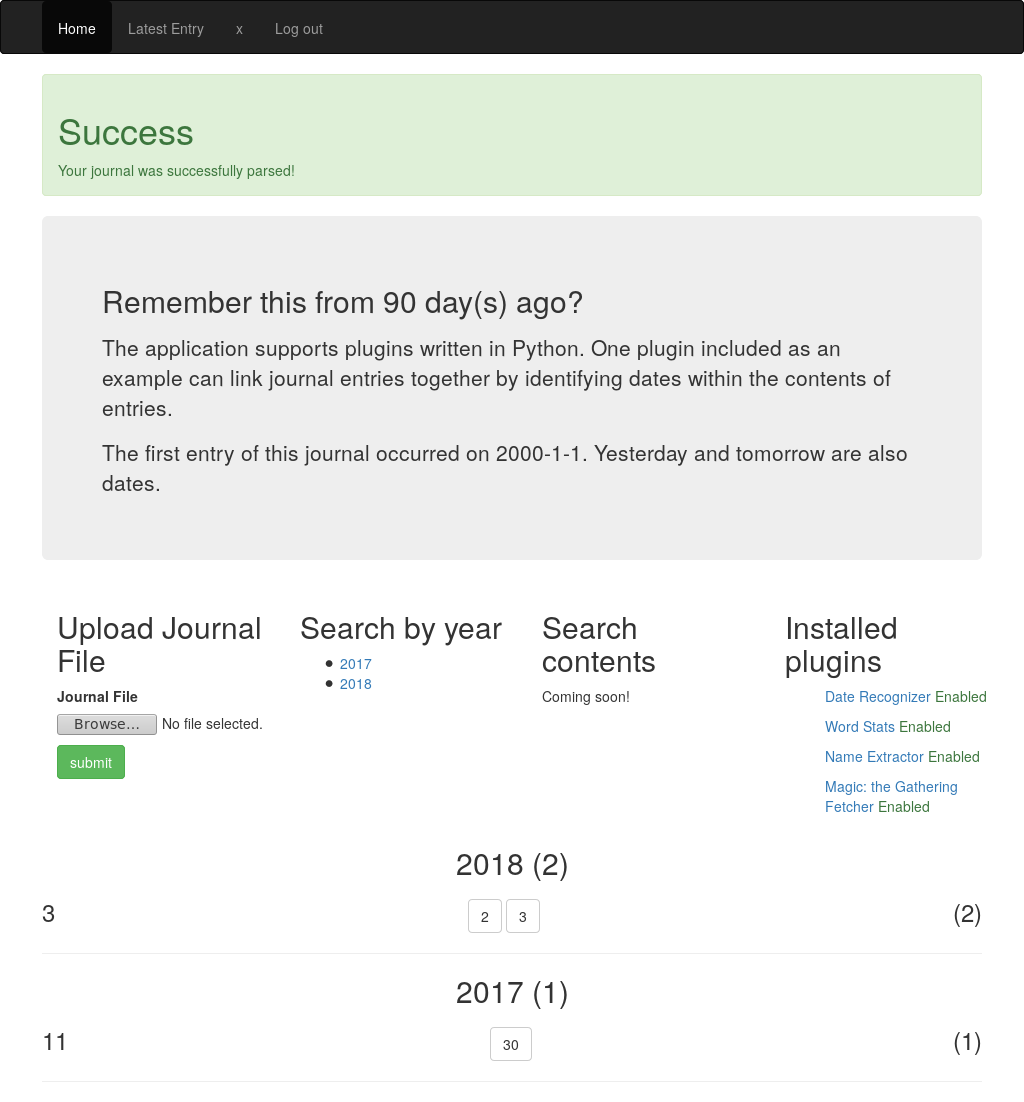 Home Latest Entry x Log out
Success
Your journal was successfully parsed!
Remember this from 90 day(s) ago?
The application supports plugins written in Python. One plugin included as an
example can link journal entries together by identifying dates within the contents of
entries.
The first entry of this journal occurred on 2000-1-1. Yesterday and tomorrow are also
dates.
Upload Journal
File
Journal File
Browse... No file selected.
submit
Search by year
2017
2018
Search
contents
Coming soon!
Installed
plugins
Date Recognizer Enabled
Word Stats Enabled
Name Extractor Enabled
Magic: the Gathering
Fetcher Enabled
2018 (2)
3 2 3 (2)
2017 (1)
11 30 (1)